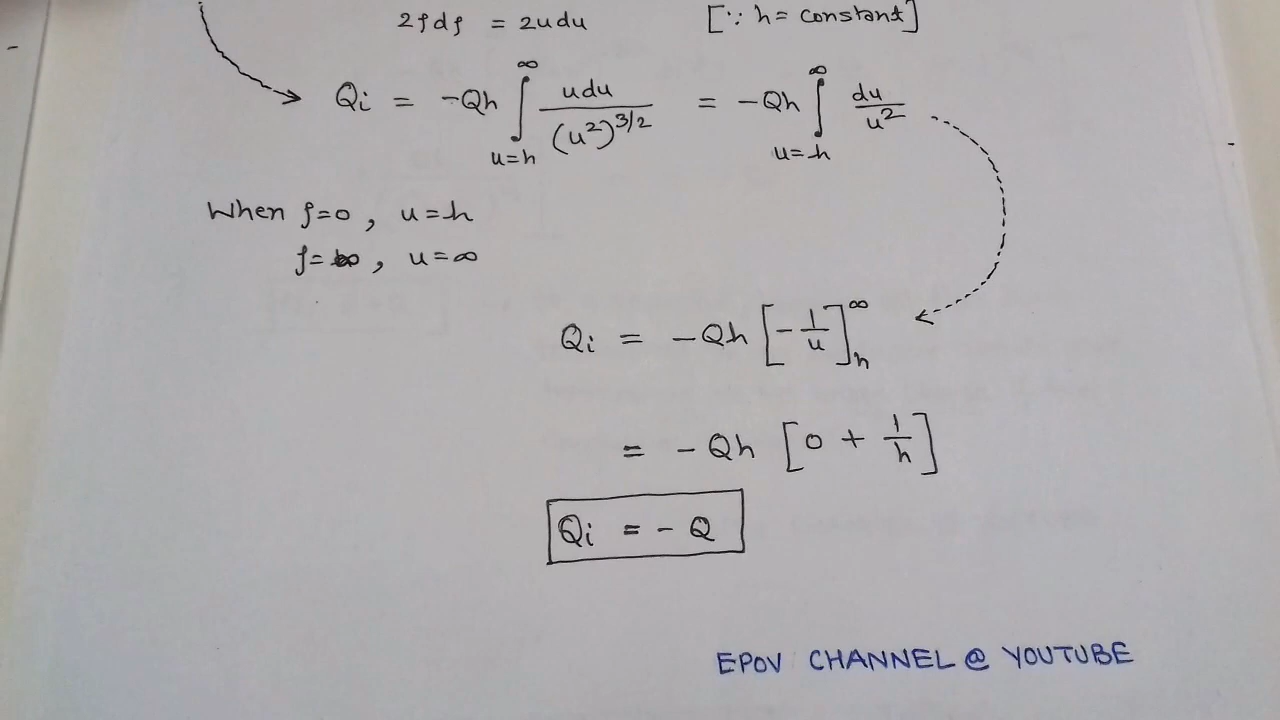 2ρdρ = 2udu [∵ h = constant]
Qi = -Qh ∫_{u=h}^{∞} udu/(u²)^{3/2} = -Qh ∫_{u=h}^{∞} du/u²
When ρ=0, u=h
ρ=∞, u=∞
Qi = -Qh [-1/u]_{h}^{∞}
= -Qh [0 + 1/h]
Qi = -Q
EPOV CHANNEL @ YOUTUBE